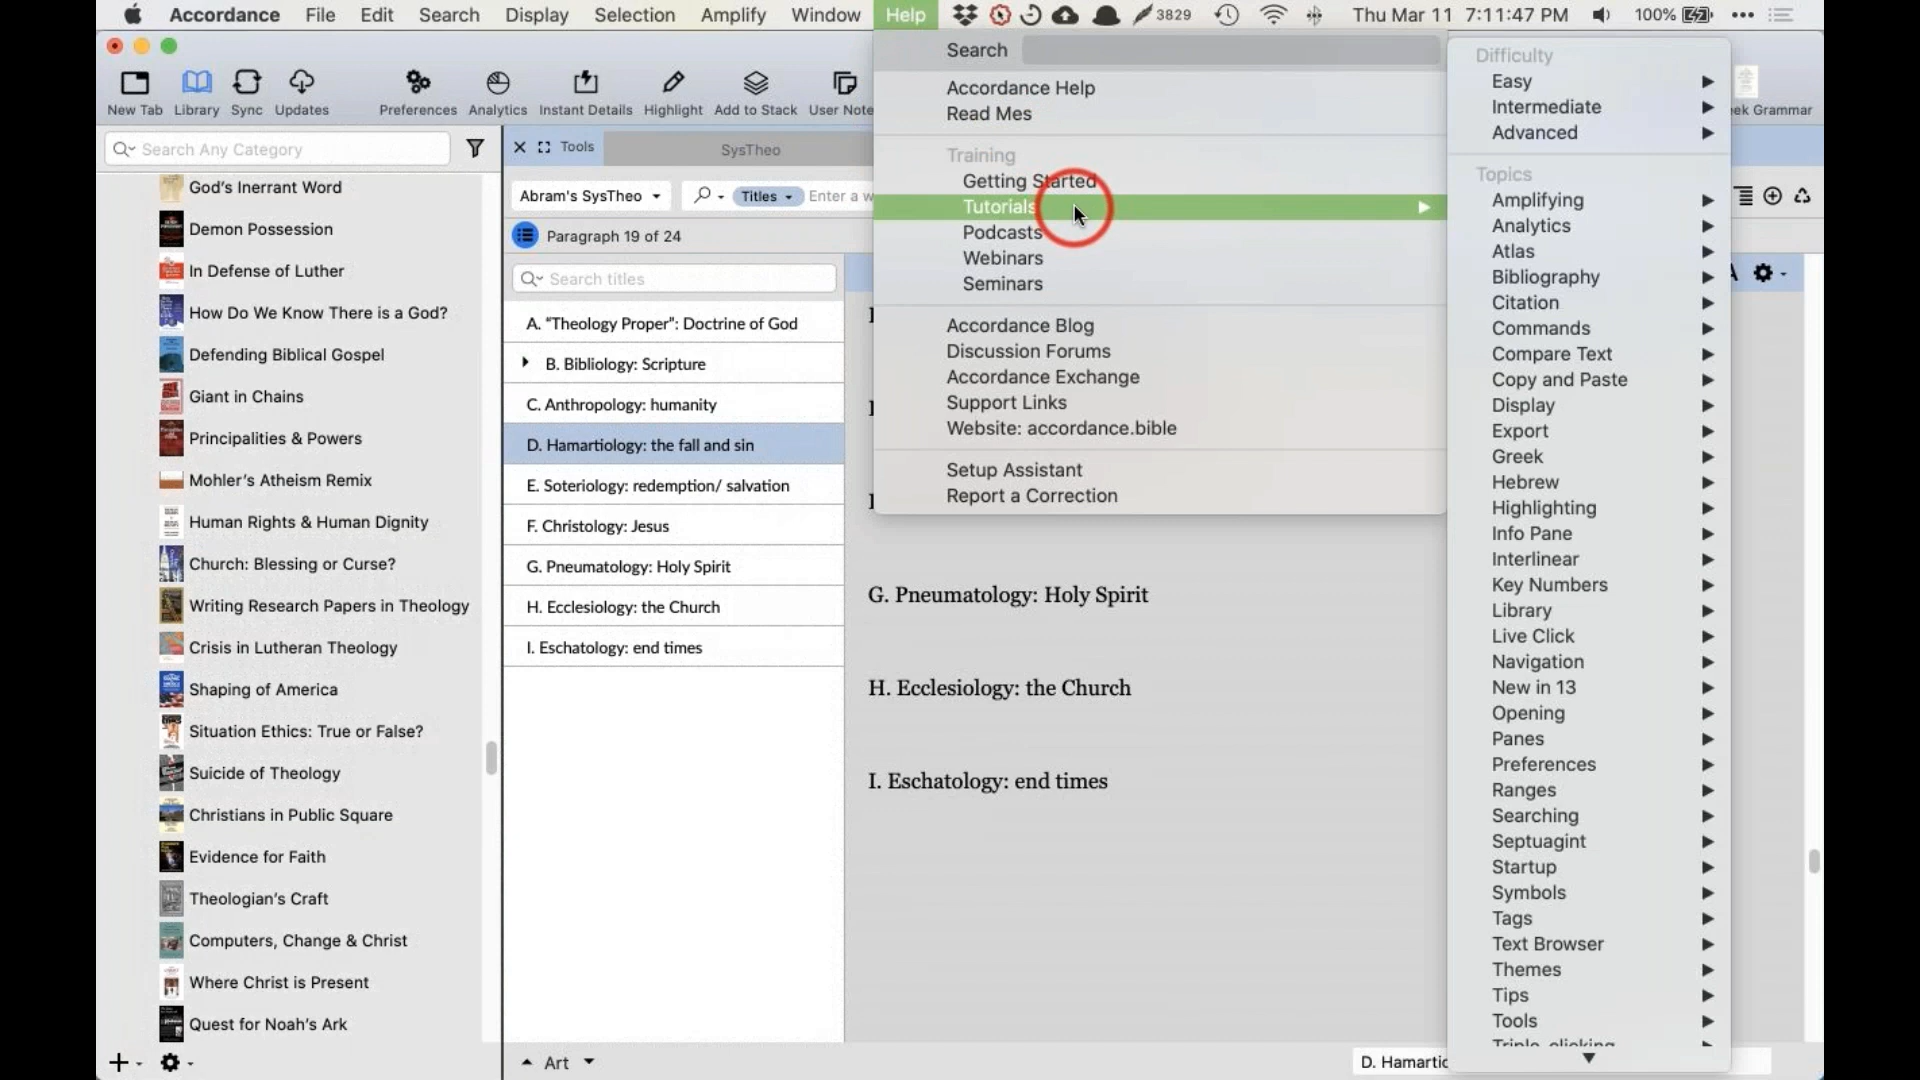 Accordance File Edit Search Display Selection Amplify Window Help 3829 Thu Mar 11 7:11:47 PM 100%
New Tab Library Sync Updates Preferences Analytics Instant Details Highlight Add to Stack User Note
ek Grammar
Search Any Category
God's Inerrant Word
Demon Possession
In Defense of Luther
How Do We Know There is a God?
Defending Biblical Gospel
Giant in Chains
Principalities & Powers
Mohler's Atheism Remix
Human Rights & Human Dignity
Church: Blessing or Curse?
Writing Research Papers in Theology
Crisis in Lutheran Theology
Shaping of America
Situation Ethics: True or False?
Suicide of Theology
Christians in Public Square
Evidence for Faith
Theologian's Craft
Computers, Change & Christ
Where Christ is Present
Quest for Noah's Ark
Tools
SysTheo
Abram's SysTheo Titles Enter a w
Paragraph 19 of 24
Search titles
A. "Theology Proper": Doctrine of God
B. Bibliology: Scripture
C. Anthropology: humanity
D. Hamartiology: the fall and sin
E. Soteriology: redemption/ salvation
F. Christology: Jesus
G. Pneumatology: Holy Spirit
H. Ecclesiology: the Church
I. Eschatology: end times
Art
G. Pneumatology: Holy Spirit
H. Ecclesiology: the Church
I. Eschatology: end times
D. Hamartic
Search
Accordance Help
Read Mes
Training
Getting Started
Tutorials
Podcasts
Webinars
Seminars
Accordance Blog
Discussion Forums
Accordance Exchange
Support Links
Website: accordance.bible
Setup Assistant
Report a Correction
Difficulty
Easy
Intermediate
Advanced
Topics
Amplifying
Analytics
Atlas
Bibliography
Citation
Commands
Compare Text
Copy and Paste
Display
Export
Greek
Hebrew
Highlighting
Info Pane
Interlinear
Key Numbers
Library
Live Click
Navigation
New in 13
Opening
Panes
Preferences
Ranges
Searching
Septuagint
Startup
Symbols
Tags
Text Browser
Themes
Tips
Tools
Triple-clicking